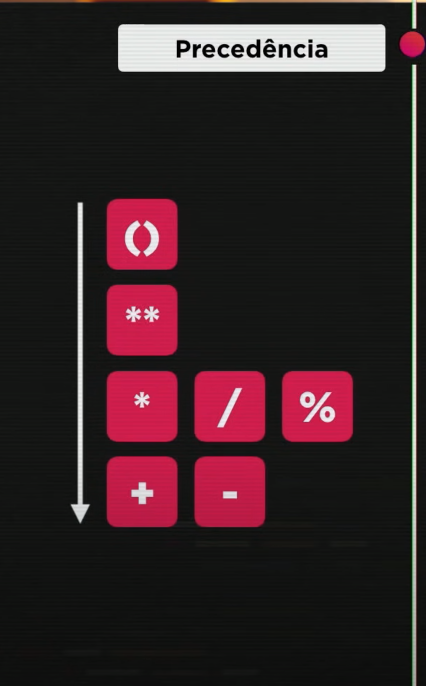 Precedência
()
**
* / %
+ -